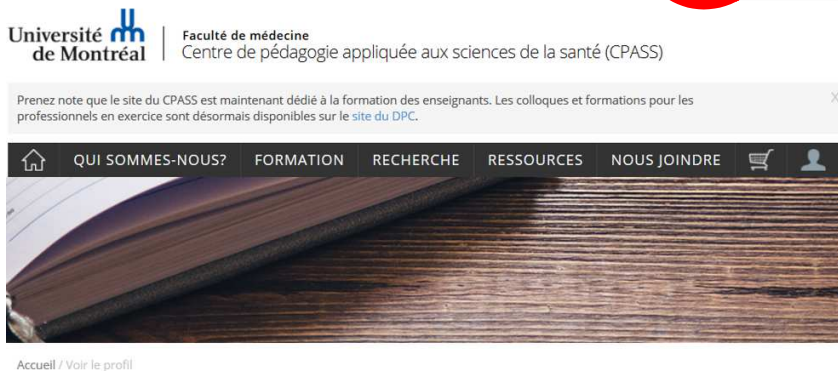 Université
de Montréal
Faculté de médecine
Centre de pédagogie appliquée aux sciences de la santé (CPASS)
Prenez note que le site du CPASS est maintenant dédié à la formation des enseignants. Les colloques et formations pour les
professionnels en exercice sont désormais disponibles sur le site du DPC.
X
QUI SOMMES-NOUS? FORMATION RECHERCHE RESSOURCES NOUS JOINDRE
Accueil / Voir le profil